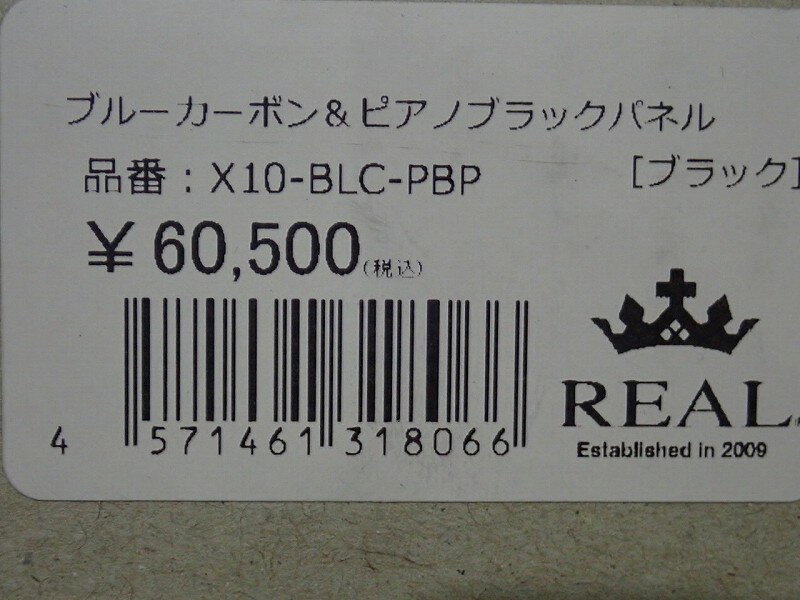 ブルーカーボン&ピアノブラックパネル
品番：X10-BLC-PBP [ブラック]
¥60,500(税込)
4 571461 318066
REAL
Established in 2009